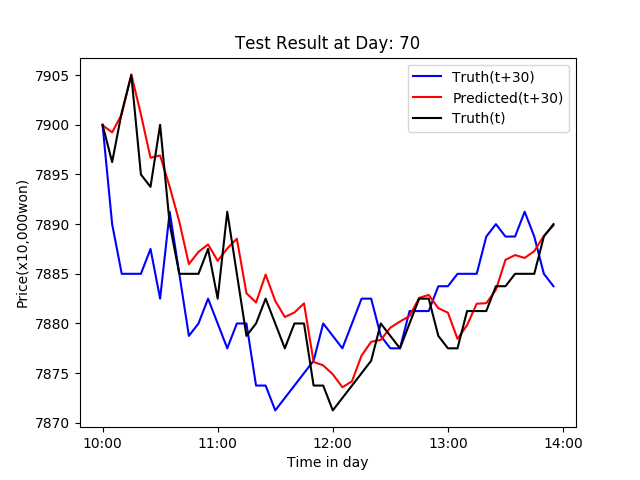 Test Result at Day: 70
Truth(t+30)
Predicted(t+30)
Truth(t)
Price(x10,000won)
7905
7900
7895
7890
7885
7880
7875
7870
10:00 11:00 12:00 13:00 14:00
Time in day